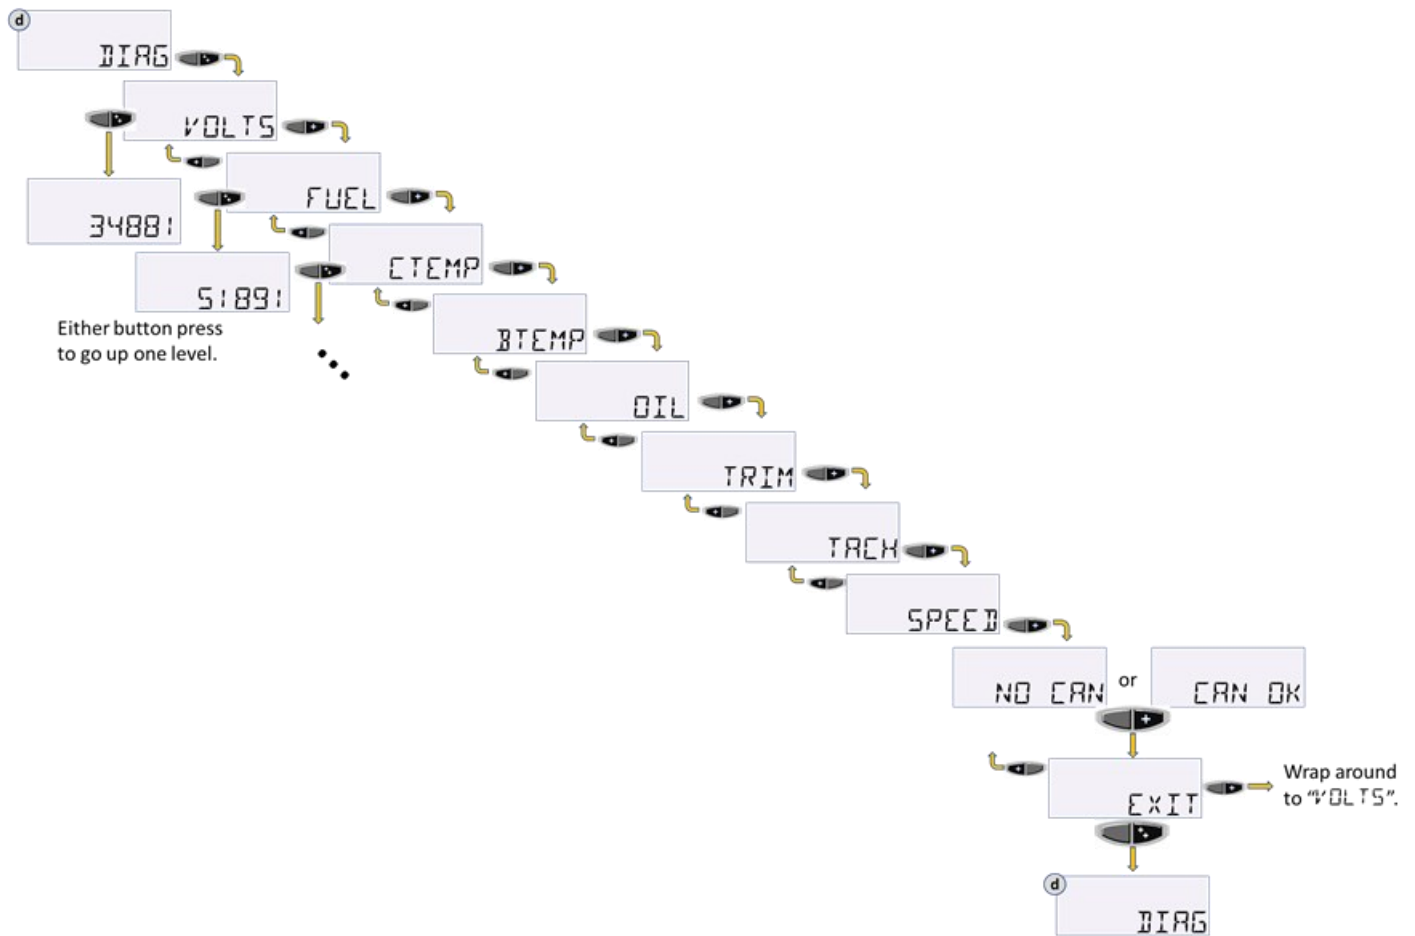 d
DIAG
VOLTS
FUEL
34881
CTEMP
51891
Either button press
to go up one level.
BTEMP
OIL
TRIM
TACH
SPEED
NO CAN or CAN OK
EXIT
Wrap around
to "VOLTS".
d
DIAG